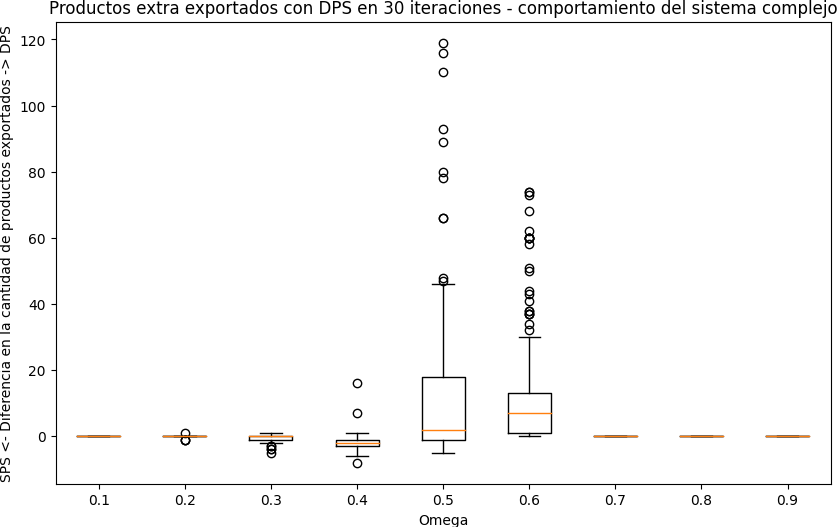 Productos extra exportados con DPS en 30 iteraciones - comportamiento del sistema complejo
SPS <- Diferencia en la cantidad de productos exportados -> DPS
120
100
80
60
40
20
0
0.1 0.2 0.3 0.4 0.5 0.6 0.7 0.8 0.9
Omega